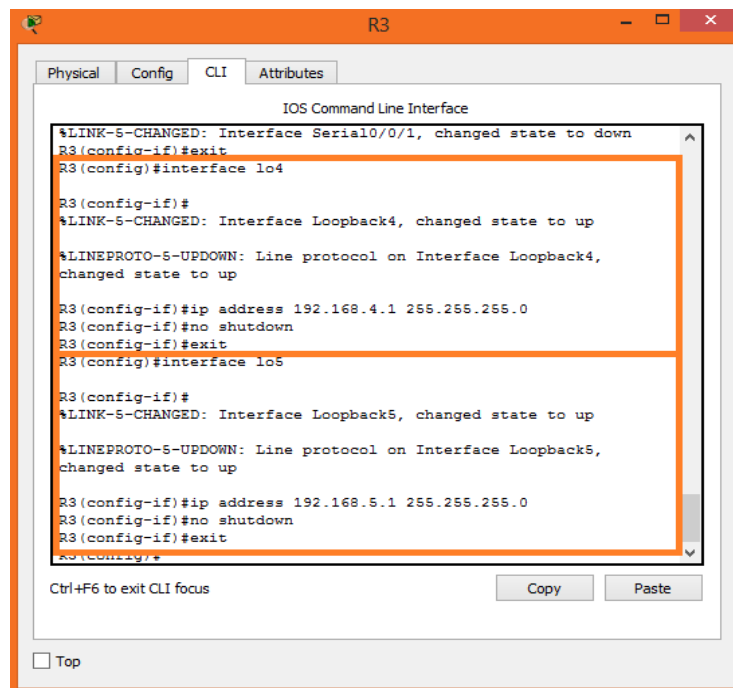 R3
Physical Config CLI Attributes
IOS Command Line Interface
%LINK-5-CHANGED: Interface Serial0/0/1, changed state to down
R3(config-if)#exit
R3(config)#interface lo4
R3(config-if)#
%LINK-5-CHANGED: Interface Loopback4, changed state to up
%LINEPROTO-5-UPDOWN: Line protocol on Interface Loopback4,
changed state to up
R3(config-if)#ip address 192.168.4.1 255.255.255.0
R3(config-if)#no shutdown
R3(config-if)#exit
R3(config)#interface lo5
R3(config-if)#
%LINK-5-CHANGED: Interface Loopback5, changed state to up
%LINEPROTO-5-UPDOWN: Line protocol on Interface Loopback5,
changed state to up
R3(config-if)#ip address 192.168.5.1 255.255.255.0
R3(config-if)#no shutdown
R3(config-if)#exit
R3(config)#
Ctrl+F6 to exit CLI focus Copy Paste
Top